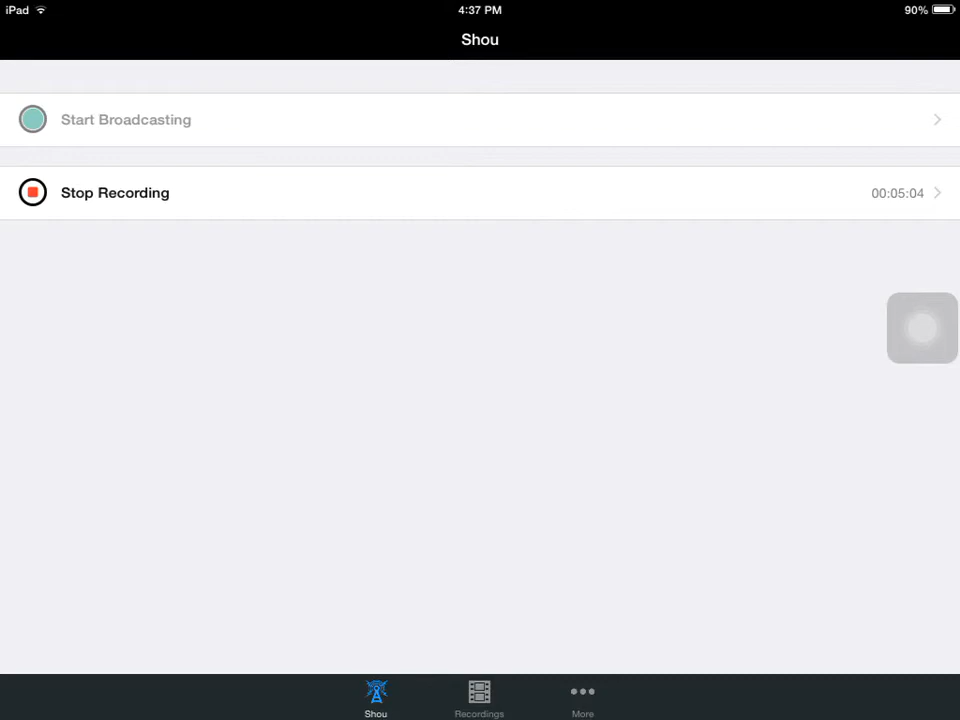 iPad 4:37 PM 90%
Shou
Start Broadcasting
Stop Recording 00:05:04
Shou Recordings More